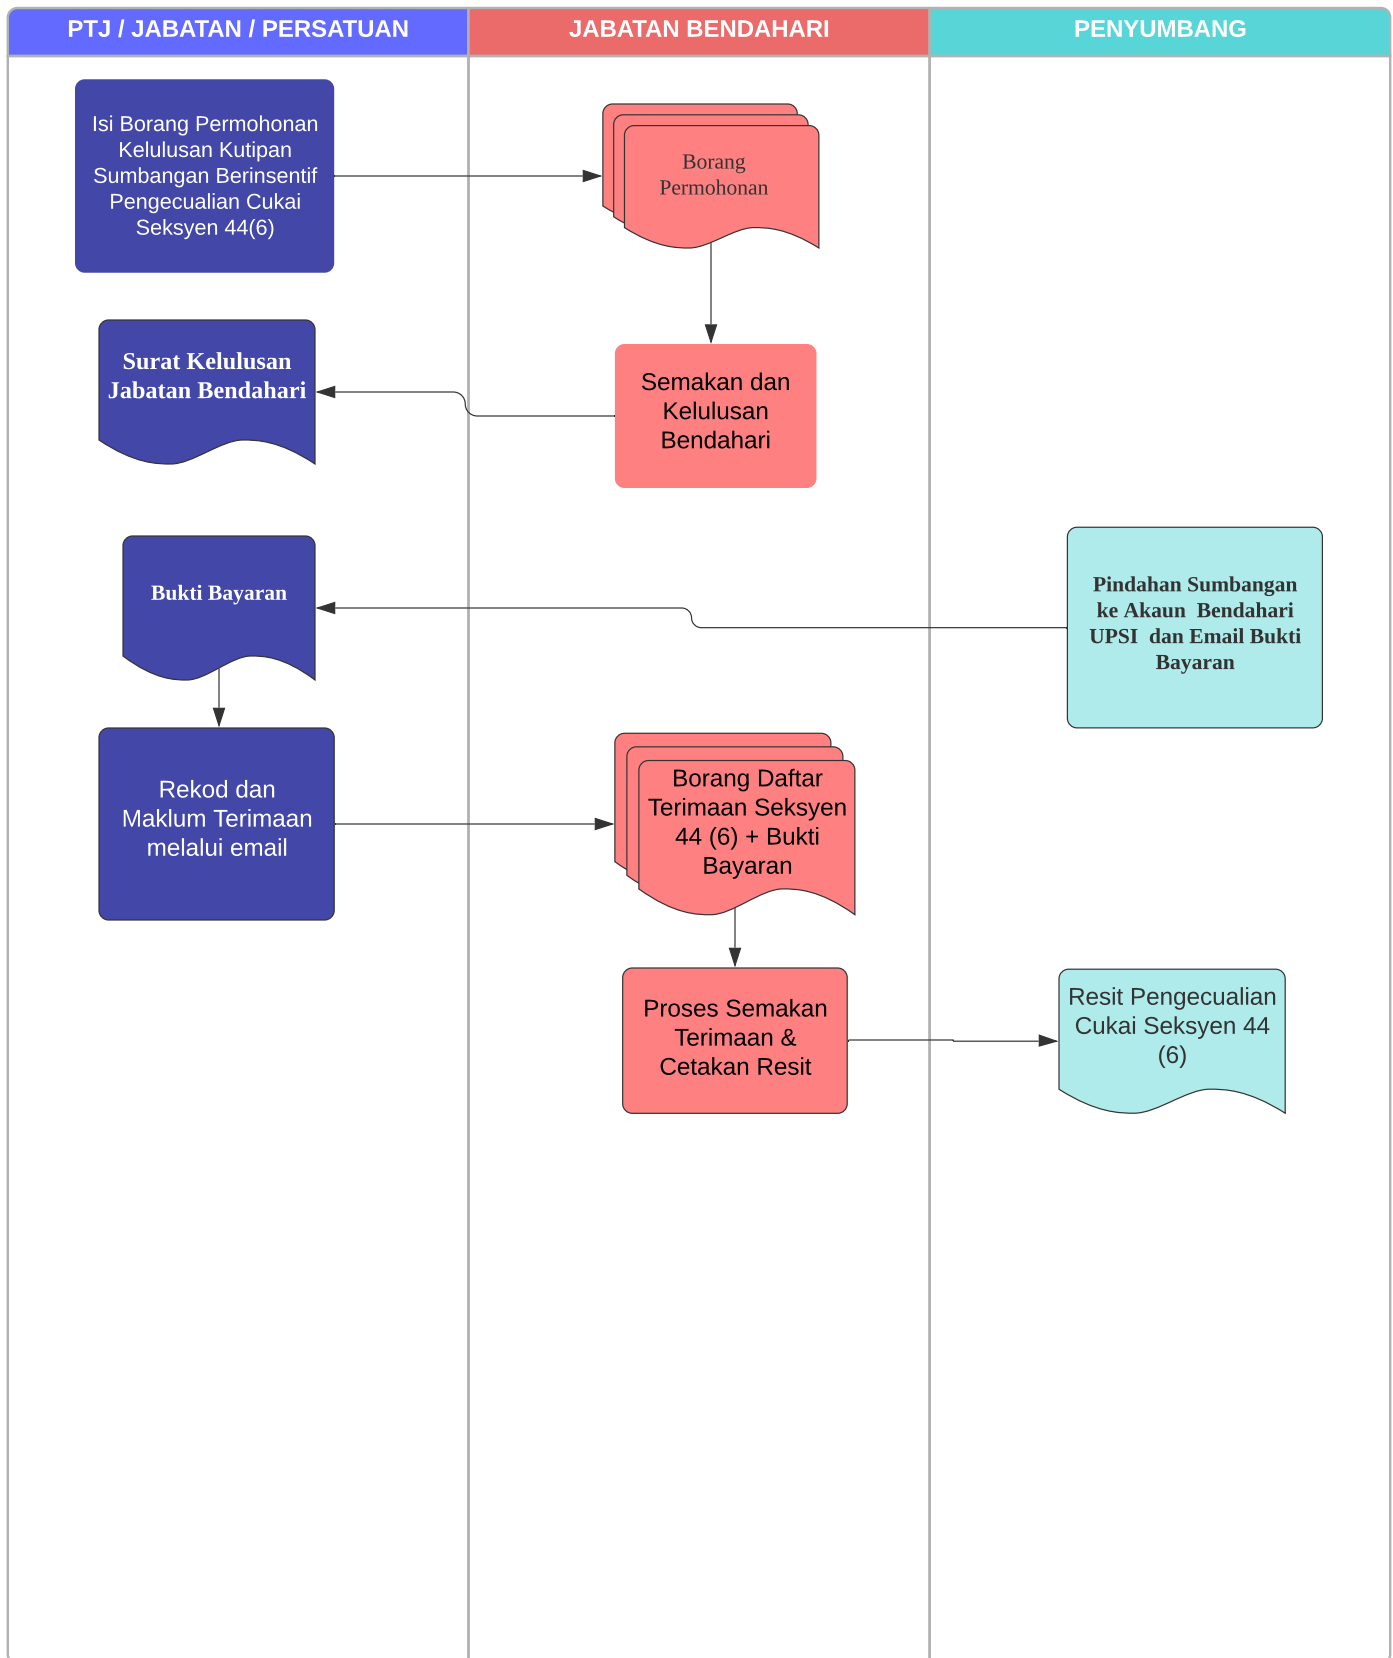 PTJ / JABATAN / PERSATUAN
JABATAN BENDAHARI
PENYUMBANG
Isi Borang Permohonan
Kelulusan Kutipan
Sumbangan Berinsentif
Pengecualian Cukai
Seksyen 44(6)
Borang
Permohonan
Surat Kelulusan
Jabatan Bendahari
Semakan dan
Kelulusan
Bendahari
Bukti Bayaran
Pindahan Sumbangan
ke Akaun  Bendahari
UPSI  dan Email Bukti
Bayaran
Rekod dan
Maklum Terimaan
melalui email
Borang Daftar
Terimaan Seksyen
44 (6) + Bukti
Bayaran
Proses Semakan
Terimaan &
Cetakan Resit
Resit Pengecualian
Cukai Seksyen 44
(6)